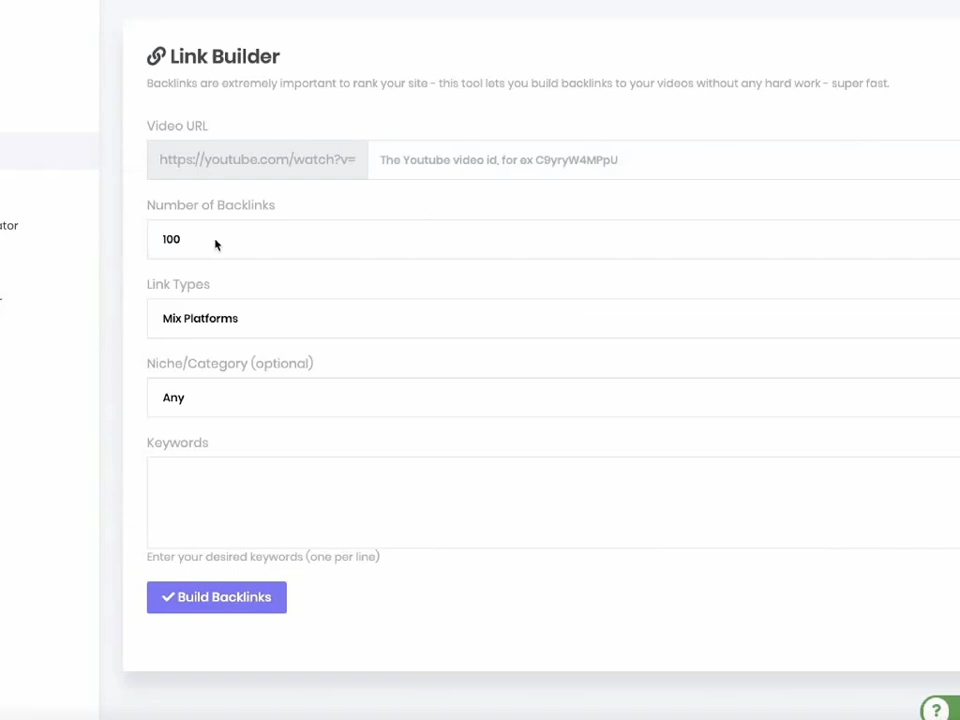 Link Builder
Backlinks are extremely important to rank your site - this tool lets you build backlinks to your videos without any hard work - super fast.
Video URL
https://youtube.com/watch?v= The Youtube video id, for ex C9yryW4MPpU
Number of Backlinks
ator
100
Link Types
Mix Platforms
Niche/Category (optional)
Any
Keywords
Enter your desired keywords (one per line)
Build Backlinks
?